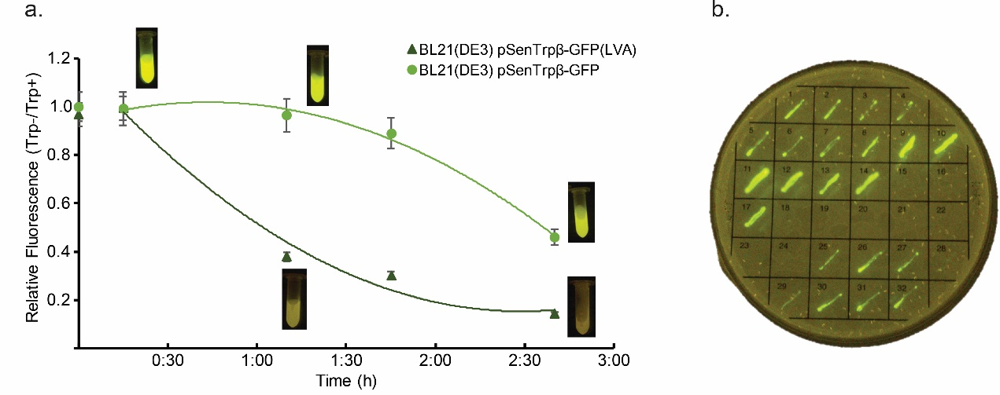 a.
b.
BL21(DE3) pSenTrpβ-GFP(LVA)
BL21(DE3) pSenTrpβ-GFP
Relative Fluorescence (Trp-/Trp+)
1.2
1.0
0.8
0.6
0.4
0.2
0:30 1:00 1:30 2:00 2:30 3:00
Time (h)
1 2 3 4
5 6 7 8 9 10
11 12 13 14 15 16
17 18 19 20 21 22
23 24 25 26 27 28
29 30 31 32